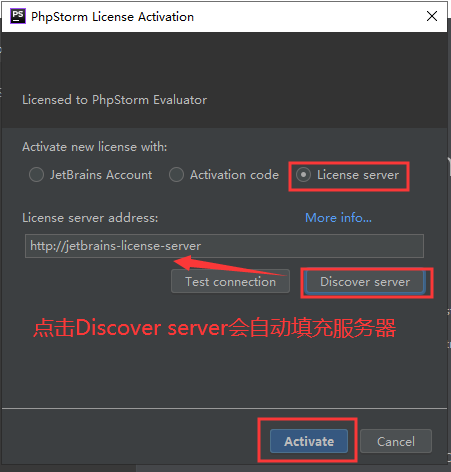 PS PhpStorm License Activation
Licensed to PhpStorm Evaluator
Activate new license with:
JetBrains Account Activation code License server
License server address: More info...
http://jetbrains-license-server
Test connection Discover server
点击Discover server会自动填充服务器
Activate Cancel